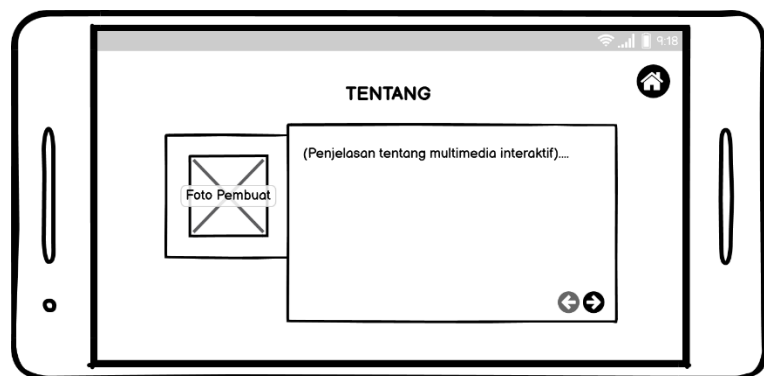 9:18
TENTANG
(Penjelasan tentang multimedia interaktif)....
Foto Pembuat